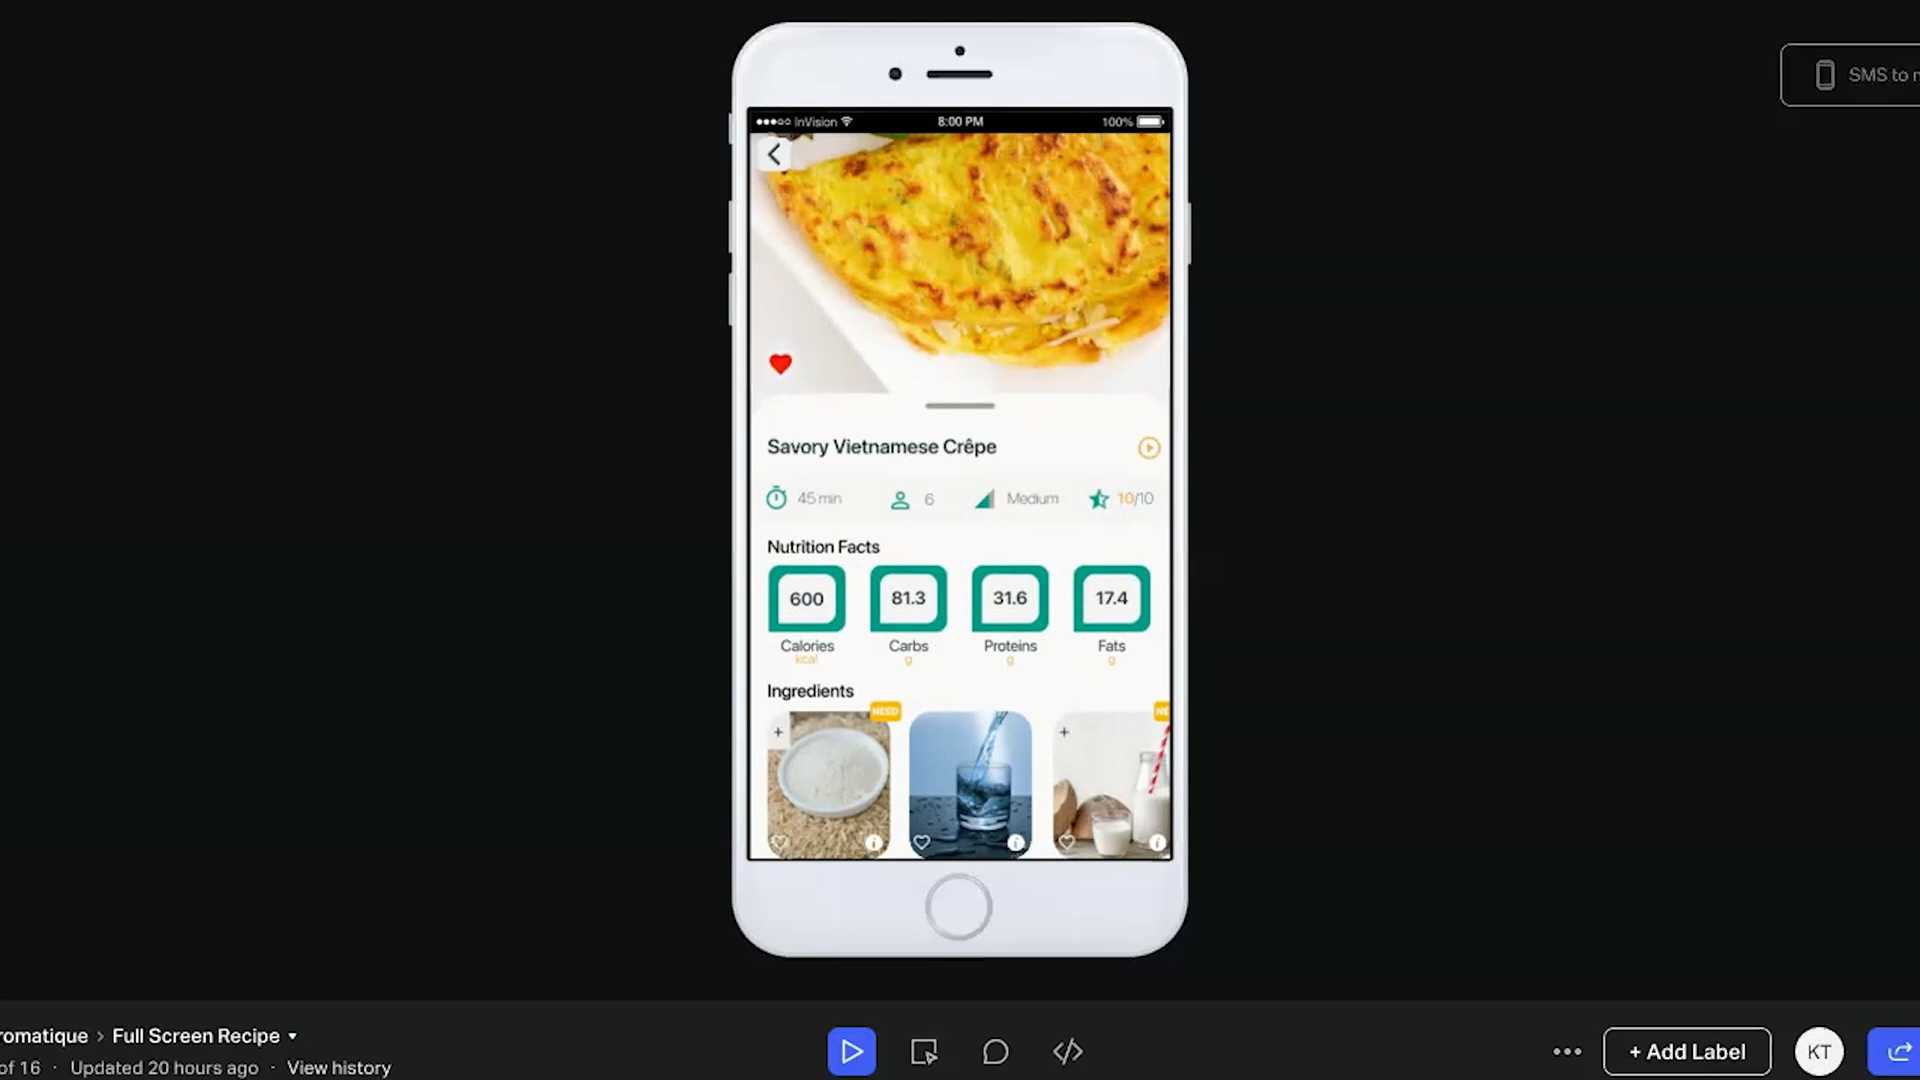 InVision
8:00 PM
100%
SMS to
Savory Vietnamese Crêpe
45 min
6
Medium
10/10
Nutrition Facts
600
81.3
31.6
17.4
Calories
Carbs
Proteins
Fats
kcal
g
g
g
Ingredients
NEED
romatique > Full Screen Recipe
of 16 · Updated 20 hours ago · View history
+ Add Label
KT